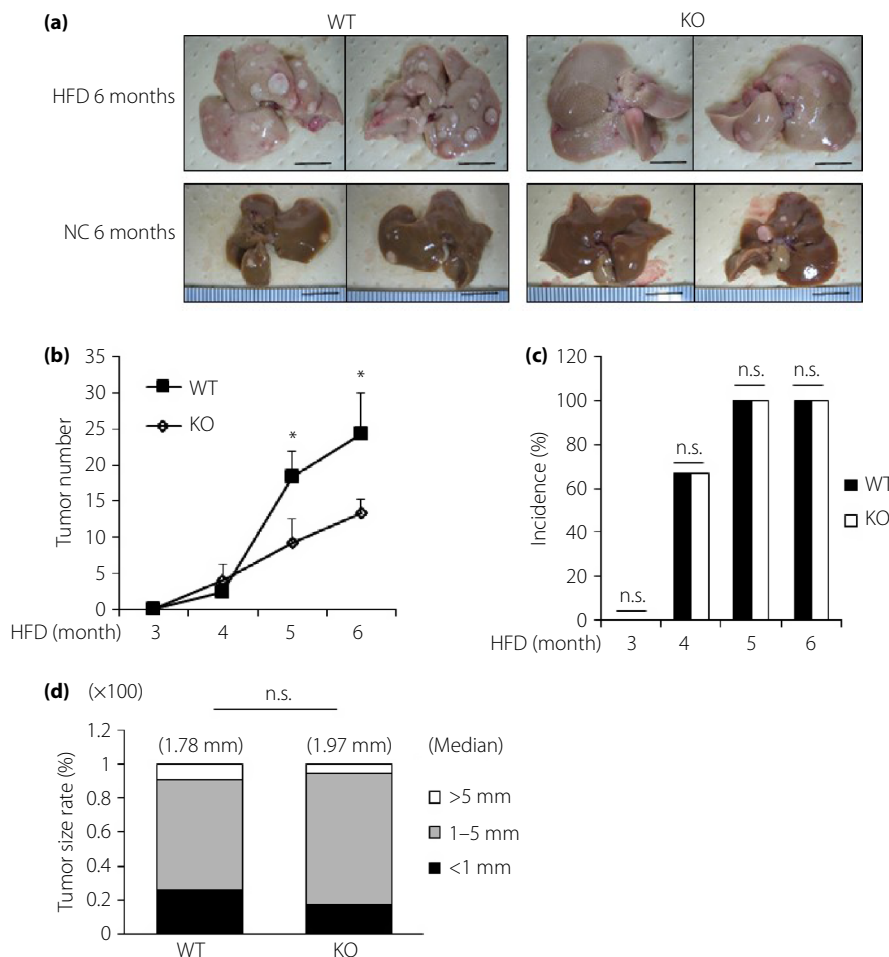 (a)
WT
KO
HFD 6 months
NC 6 months
(b)
35
30
25
20
15
10
5
0
Tumor number
WT
KO
*
*
HFD (month)
3
4
5
6
(c)
120
100
80
60
40
20
0
Incidence (%)
n.s.
n.s.
n.s.
n.s.
WT
KO
HFD (month)
3
4
5
6
(d) (×100)
n.s.
1.2
1
0.8
0.6
0.4
0.2
0
Tumor size rate (%)
(1.78 mm)
(1.97 mm)
(Median)
>5 mm
1–5 mm
<1 mm
WT
KO